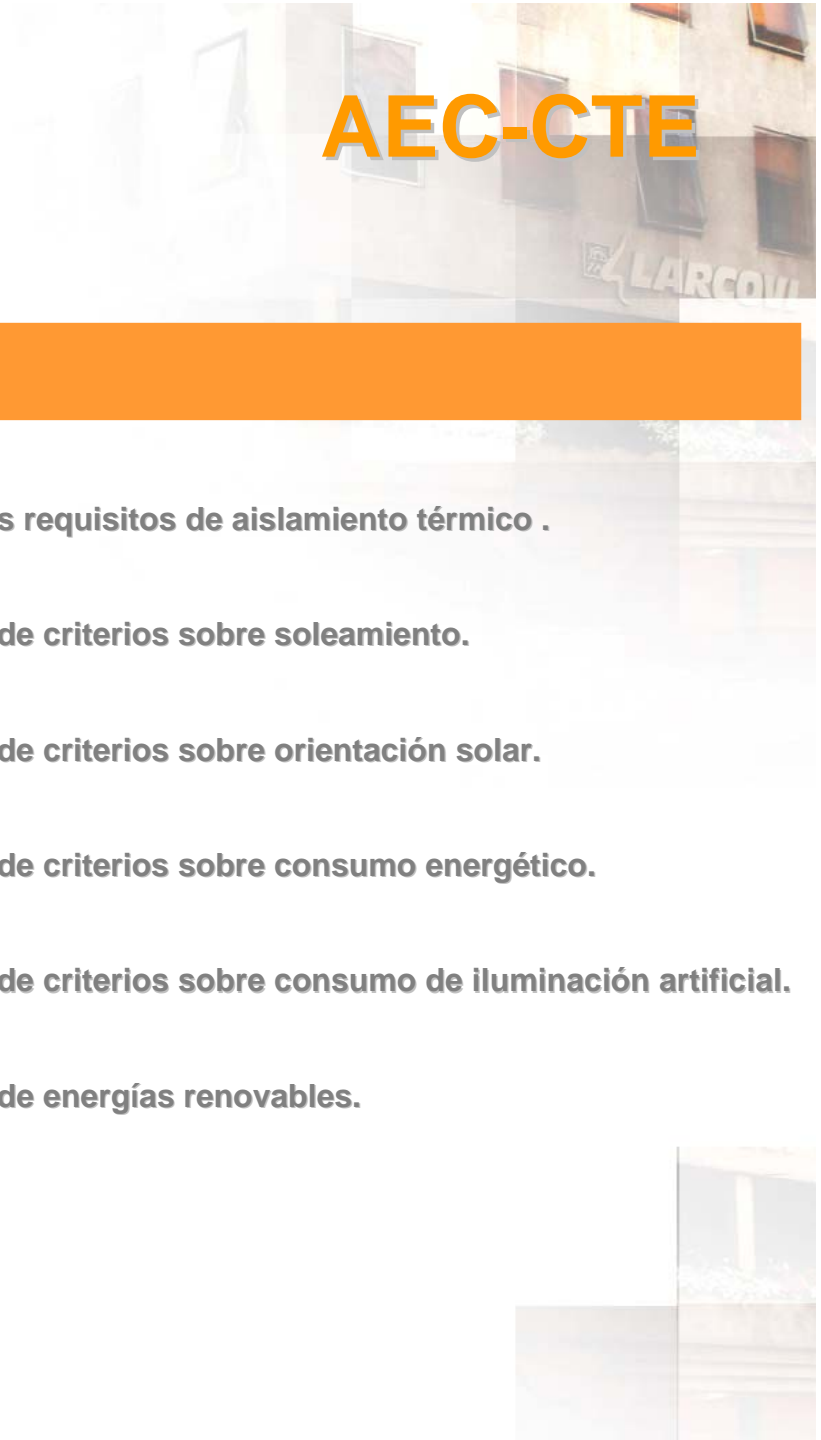 AEC-CTE
LARCOVI
s requisitos de aislamiento térmico .
de criterios sobre soleamiento.
de criterios sobre orientación solar.
de criterios sobre consumo energético.
de criterios sobre consumo de iluminación artificial.
de energías renovables.